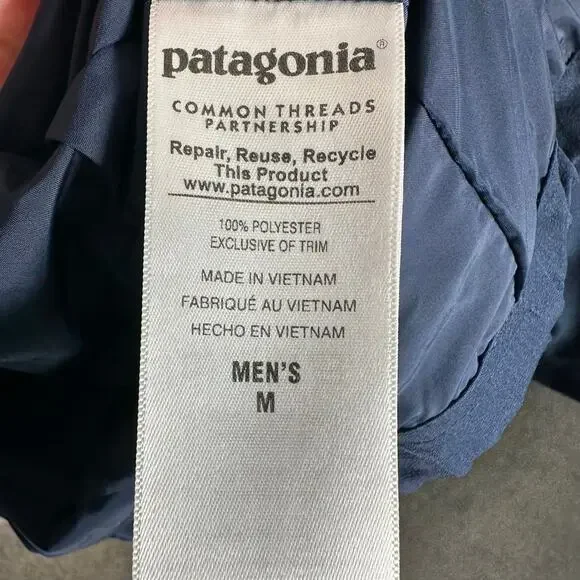 patagonia®
COMMON THREADS
PARTNERSHIP
Repair, Reuse, Recycle
This Product
www.patagonia.com
100% POLYESTER
EXCLUSIVE OF TRIM
MADE IN VIETNAM
FABRIQUÉ AU VIETNAM
HECHO EN VIETNAM
MEN'S
M